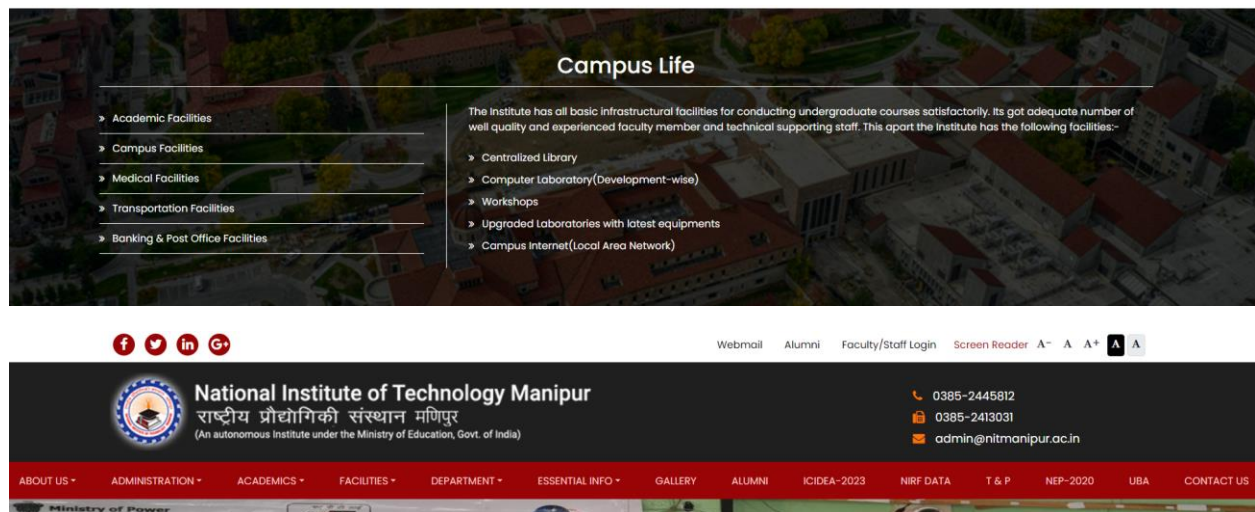 Campus Life
» Academic Facilities
» Campus Facilities
» Medical Facilities
» Transportation Facilities
» Banking & Post Office Facilities
The Institute has all basic infrastructural facilities for conducting undergraduate courses satisfactorily. Its got adequate number of
well quality and experienced faculty member and technical supporting staff. This apart the Institute has the following facilities:-
» Centralized Library
» Computer Laboratory(Development-wise)
» Workshops
» Upgraded Laboratories with latest equipments
» Campus Internet(Local Area Network)
Webmail Alumni Faculty/Staff Login Screen Reader A- A A+ A A
National Institute of Technology Manipur
राष्ट्रीय प्रौद्योगिकी संस्थान मणिपुर
(An autonomous Institute under the Ministry of Education, Govt. of India)
0385-2445812
0385-2413031
admin@nitmanipur.ac.in
ABOUT US ADMINISTRATION ACADEMICS FACILITIES DEPARTMENT ESSENTIAL INFO GALLERY ALUMNI ICIDEA-2023 NIRF DATA T & P NEP-2020 UBA CONTACT US
Ministry of Power